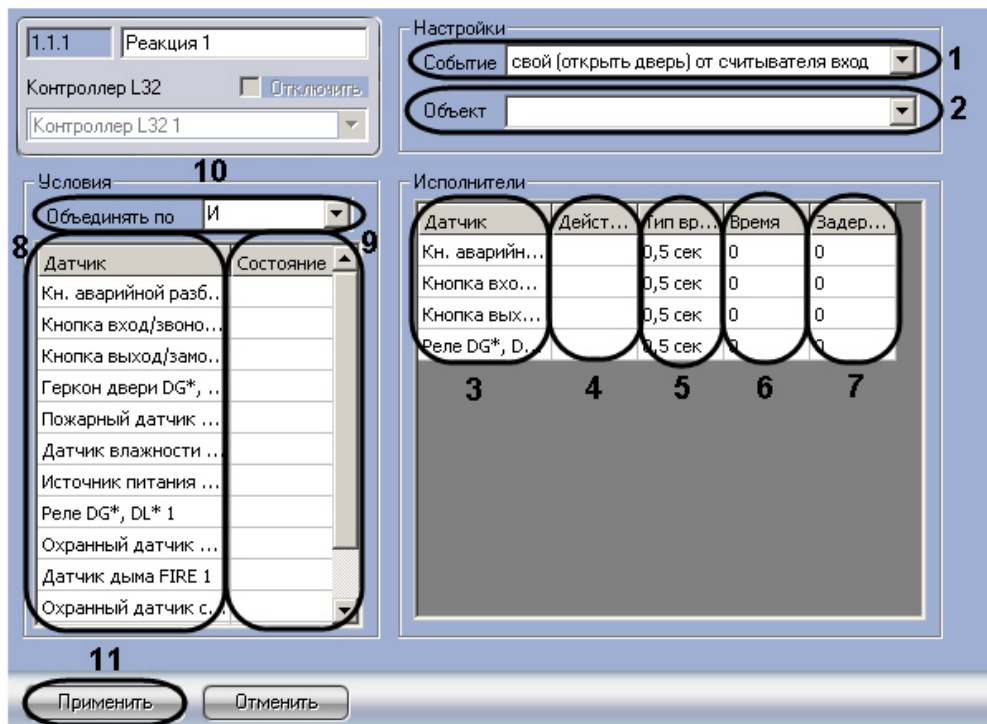 1.1.1 Реакция 1
Контроллер L32 Отключить
Контроллер L32 1
Настройки
Событие свой (открыть дверь) от считывателя вход 1
Объект 2
10
Условия
Объединять по И
8 9
Датчик Состояние
Кн. аварийной разб...
Кнопка вход/звоно...
Кнопка выход/замо...
Геркон двери DG*, ...
Пожарный датчик ...
Датчик влажности ...
Источник питания ...
Реле DG*, DL* 1
Охранный датчик ...
Датчик дыма FIRE 1
Охранный датчик с...
Исполнители
Датчик Дейст... Тип вр... Время Задер...
Кн. аварийн... 0,5 сек 0 0
Кнопка вхо... 0,5 сек 0 0
Кнопка вых... 0,5 сек 0 0
Реле DG*, D... 0,5 сек 0 0
3 4 5 6 7
11
Применить Отменить